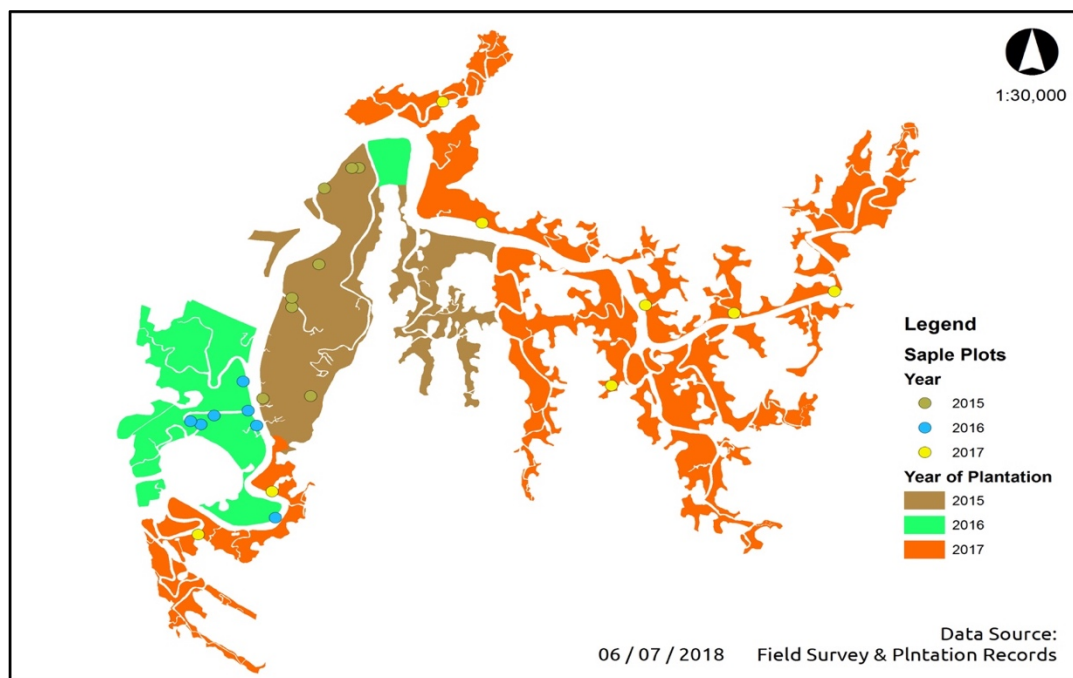 1:30,000
Legend
Saple Plots
Year
2015
2016
2017
Year of Plantation
2015
2016
2017
Data Source:
06 / 07 / 2018 Field Survey & Plntation Records